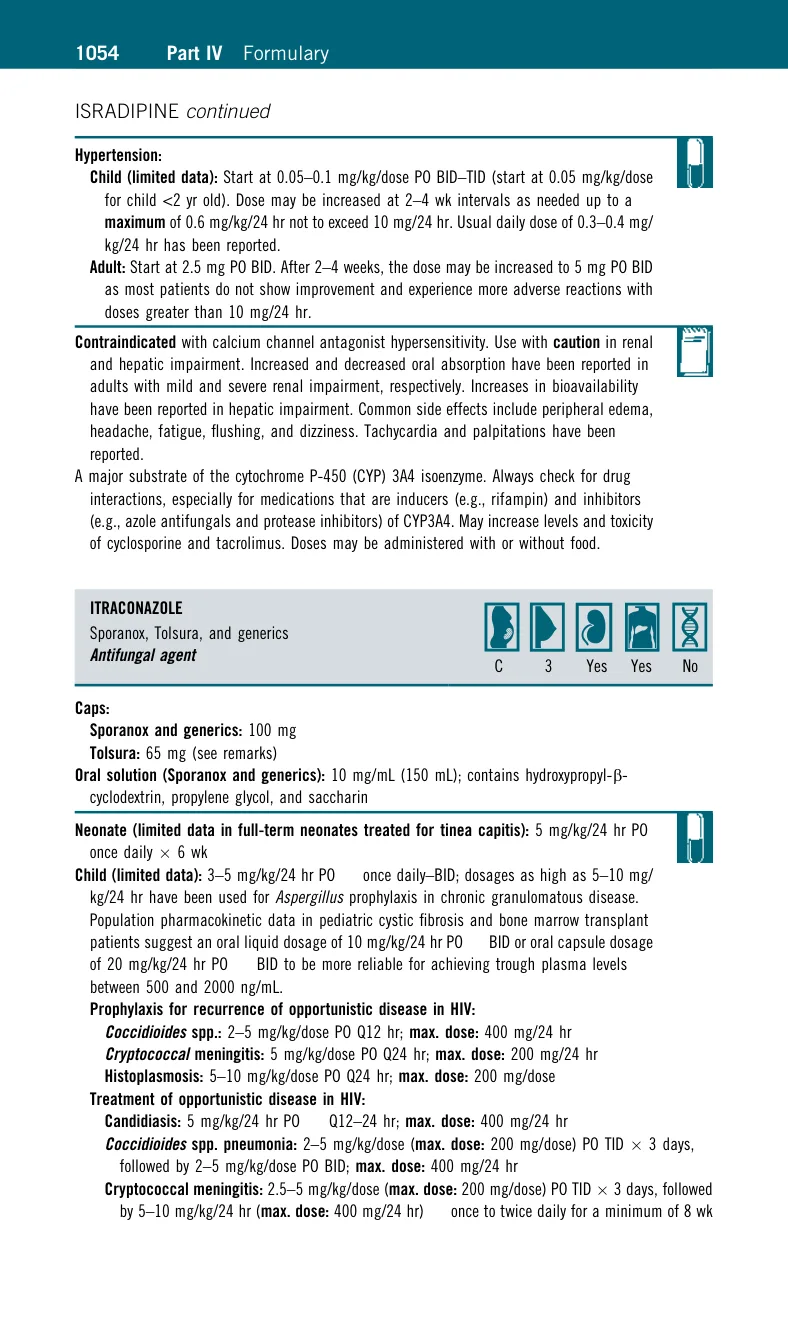 1054 Part IV Formulary
ISRADIPINE continued
Hypertension:
Child (limited data): Start at 0.05–0.1 mg/kg/dose PO BID–TID (start at 0.05 mg/kg/dose
for child <2 yr old). Dose may be increased at 2–4 wk intervals as needed up to a
maximum of 0.6 mg/kg/24 hr not to exceed 10 mg/24 hr. Usual daily dose of 0.3–0.4 mg/
kg/24 hr has been reported.
Adult: Start at 2.5 mg PO BID. After 2–4 weeks, the dose may be increased to 5 mg PO BID
as most patients do not show improvement and experience more adverse reactions with
doses greater than 10 mg/24 hr.
Contraindicated with calcium channel antagonist hypersensitivity. Use with caution in renal
and hepatic impairment. Increased and decreased oral absorption have been reported in
adults with mild and severe renal impairment, respectively. Increases in bioavailability
have been reported in hepatic impairment. Common side effects include peripheral edema,
headache, fatigue, flushing, and dizziness. Tachycardia and palpitations have been
reported.
A major substrate of the cytochrome P-450 (CYP) 3A4 isoenzyme. Always check for drug
interactions, especially for medications that are inducers (e.g., rifampin) and inhibitors
(e.g., azole antifungals and protease inhibitors) of CYP3A4. May increase levels and toxicity
of cyclosporine and tacrolimus. Doses may be administered with or without food.
ITRACONAZOLE
Sporanox, Tolsura, and generics
Antifungal agent
C 3 Yes Yes No
Caps:
Sporanox and generics: 100 mg
Tolsura: 65 mg (see remarks)
Oral solution (Sporanox and generics): 10 mg/mL (150 mL); contains hydroxypropyl-β-
cyclodextrin, propylene glycol, and saccharin
Neonate (limited data in full-term neonates treated for tinea capitis): 5 mg/kg/24 hr PO
once daily × 6 wk
Child (limited data): 3–5 mg/kg/24 hr PO once daily–BID; dosages as high as 5–10 mg/
kg/24 hr have been used for Aspergillus prophylaxis in chronic granulomatous disease.
Population pharmacokinetic data in pediatric cystic fibrosis and bone marrow transplant
patients suggest an oral liquid dosage of 10 mg/kg/24 hr PO BID or oral capsule dosage
of 20 mg/kg/24 hr PO BID to be more reliable for achieving trough plasma levels
between 500 and 2000 ng/mL.
Prophylaxis for recurrence of opportunistic disease in HIV:
Coccidioides spp.: 2–5 mg/kg/dose PO Q12 hr; max. dose: 400 mg/24 hr
Cryptococcal meningitis: 5 mg/kg/dose PO Q24 hr; max. dose: 200 mg/24 hr
Histoplasmosis: 5–10 mg/kg/dose PO Q24 hr; max. dose: 200 mg/dose
Treatment of opportunistic disease in HIV:
Candidiasis: 5 mg/kg/24 hr PO Q12–24 hr; max. dose: 400 mg/24 hr
Coccidioides spp. pneumonia: 2–5 mg/kg/dose (max. dose: 200 mg/dose) PO TID × 3 days,
followed by 2–5 mg/kg/dose PO BID; max. dose: 400 mg/24 hr
Cryptococcal meningitis: 2.5–5 mg/kg/dose (max. dose: 200 mg/dose) PO TID × 3 days, followed
by 5–10 mg/kg/24 hr (max. dose: 400 mg/24 hr) once to twice daily for a minimum of 8 wk